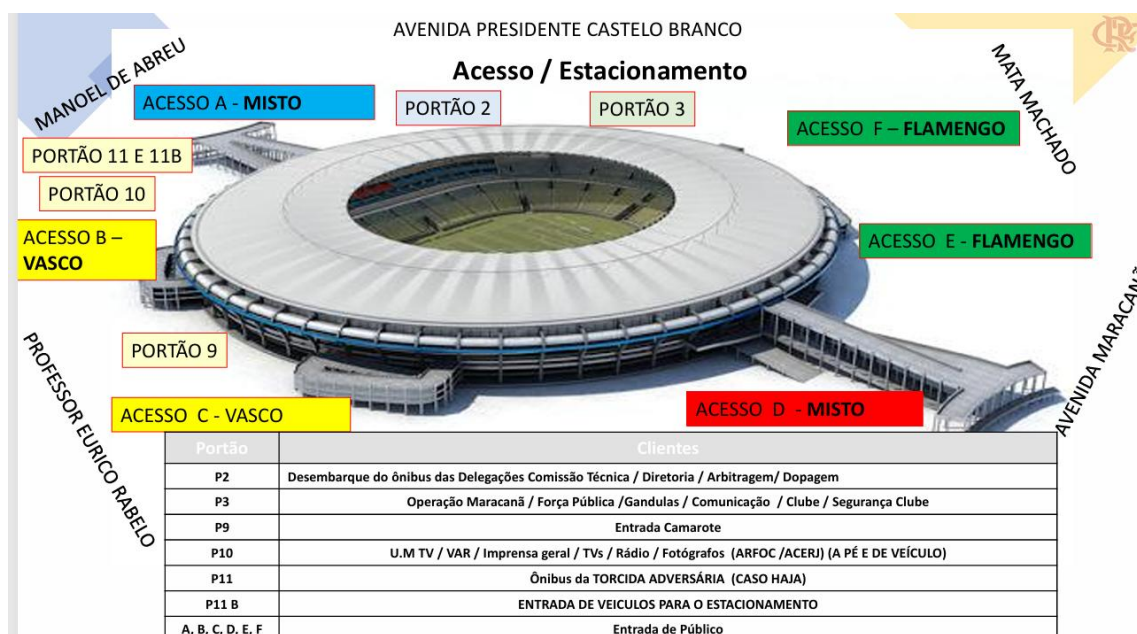 AVENIDA PRESIDENTE CASTELO BRANCO
Acesso / Estacionamento
MANOEL DE ABREU
MATA MACHADO
ACESSO A - MISTO
PORTÃO 2
PORTÃO 3
ACESSO F – FLAMENGO
PORTÃO 11 E 11B
PORTÃO 10
ACESSO B –
VASCO
ACESSO E - FLAMENGO
PORTÃO 9
PROFESSOR EURICO RABELO
AVENIDA MARACANÃ
ACESSO C - VASCO
ACESSO D - MISTO
Portão Clientes
P2 Desembarque do ônibus das Delegações Comissão Técnica / Diretoria / Arbitragem/ Dopagem
P3 Operação Maracanã / Força Pública /Gandulas / Comunicação / Clube / Segurança Clube
P9 Entrada Camarote
P10 U.M TV / VAR / Imprensa geral / TVs / Rádio / Fotógrafos (ARFOC /ACERJ) (A PÉ E DE VEÍCULO)
P11 Ônibus da TORCIDA ADVERSÁRIA (CASO HAJA)
P11 B ENTRADA DE VEICULOS PARA O ESTACIONAMENTO
A, B, C, D, E, F Entrada de Público